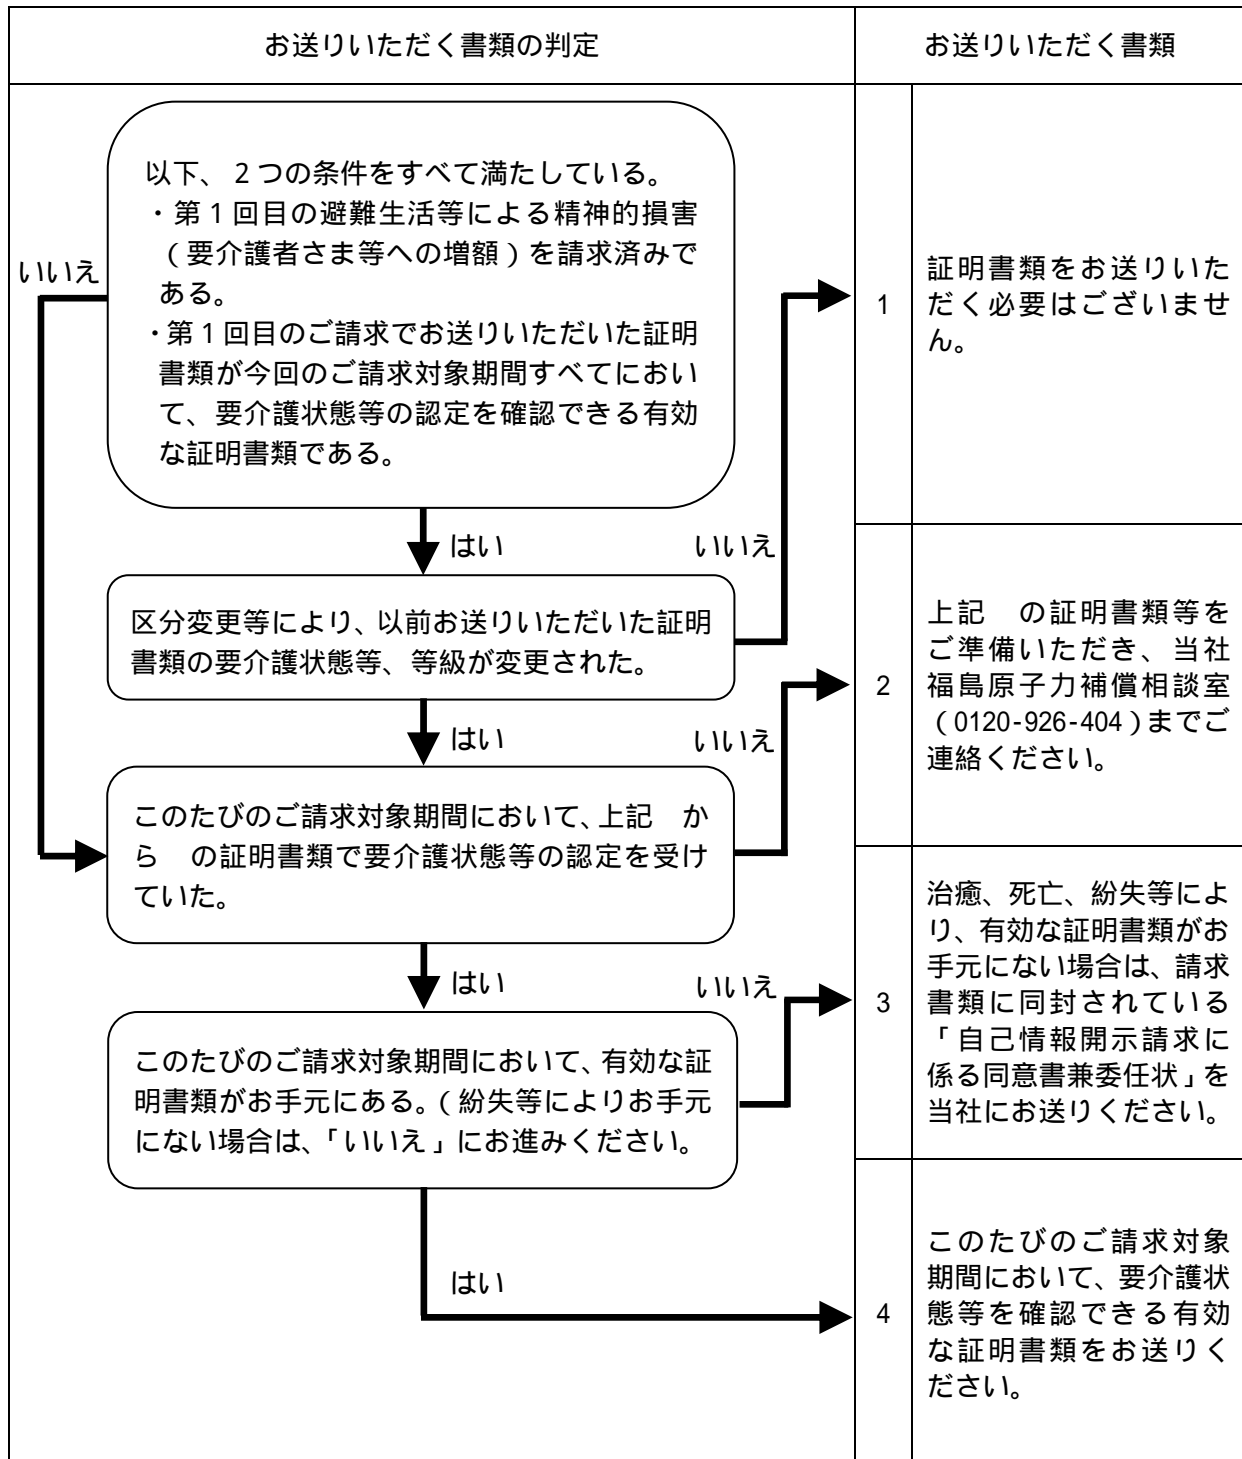 お送りいただく書類の判定
お送りいただく書類
以下、2つの条件をすべて満たしている。
・第1回目の避難生活等による精神的損害
(要介護者さま等への増額)を請求済みで
ある。
・第1回目のご請求でお送りいただいた証明
書類が今回のご請求対象期間すべてにおい
て、要介護状態等の認定を確認できる有効
な証明書類である。
いいえ
はい
いいえ
1
証明書類をお送りいた
だく必要はございませ
ん。
区分変更等により、以前お送りいただいた証明
書類の要介護状態等、等級が変更された。
はい
いいえ
2
上記 の証明書類等を
ご準備いただき、当社
福島原子力補償相談室
(0120-926-404)までご
連絡ください。
このたびのご請求対象期間において、上記 か
ら の証明書類で要介護状態等の認定を受け
ていた。
はい
いいえ
3
治癒、死亡、紛失等によ
り、有効な証明書類がお
手元にない場合は、請求
書類に同封されている
「自己情報開示請求に
係る同意書兼委任状」を
当社にお送りください。
このたびのご請求対象期間において、有効な証
明書類がお手元にある。(紛失等によりお手元
にない場合は、「いいえ」にお進みください。
はい
4
このたびのご請求対象
期間において、要介護状
態等を確認できる有効
な証明書類をお送りく
ださい。